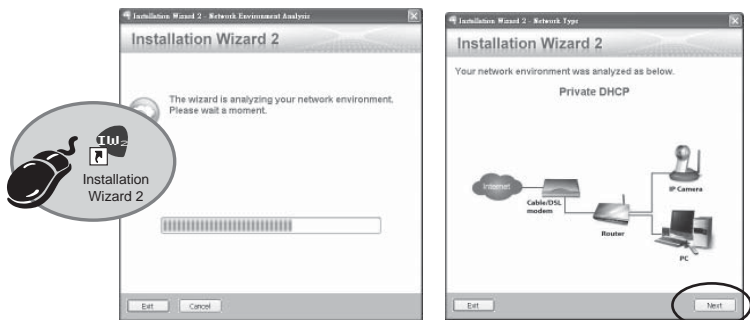 Installation Wizard 2 - Network Environment Analysis
Installation Wizard 2
The wizard is analyzing your network environment.
Please wait a moment.
IW2
Installation
Wizard 2
Exit
Cancel
Installation Wizard 2 - Network Type
Installation Wizard 2
Your network environment was analyzed as below.
Private DHCP
Internet
Cable/DSL
modem
Router
IP Camera
PC
Exit
Next